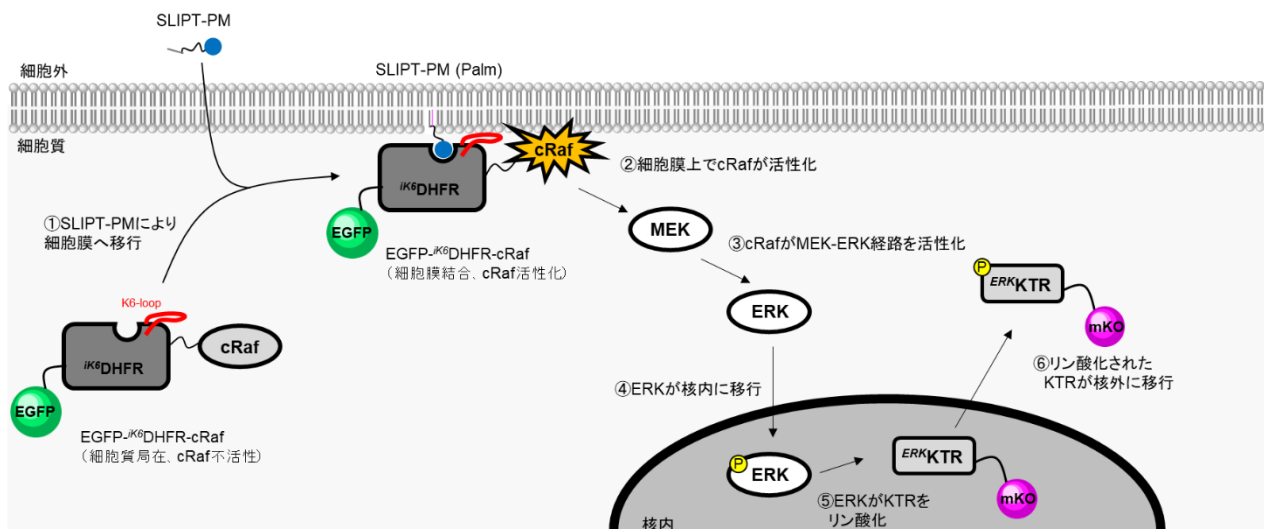 SLIPT-PM
細胞外
SLIPT-PM (Palm)
細胞質
cRaf
②細胞膜上でcRafが活性化
iK6DHFR
①SLIPT-PMにより
細胞膜へ移行
EGFP
MEK
③cRafがMEK-ERK経路を活性化
EGFP-iK6DHFR-cRaf
(細胞膜結合、cRaf活性化)
P
ERKKTR
K6-loop
ERK
mKO
iK6DHFR
cRaf
⑥リン酸化された
KTRが核外に移行
④ERKが核内に移行
EGFP
EGFP-iK6DHFR-cRaf
(細胞質局在、cRaf不活性)
P
ERK
ERKKTR
⑤ERKがKTRを
リン酸化
mKO
核内